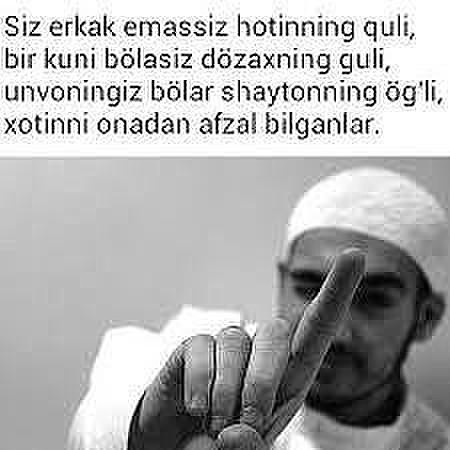 Siz erkak emassiz hotinning quli,
bir kuni bölasiz dözaxning guli,
unvoningiz bölar shaytonning ög'li,
xotinni onadan afzal bilganlar.